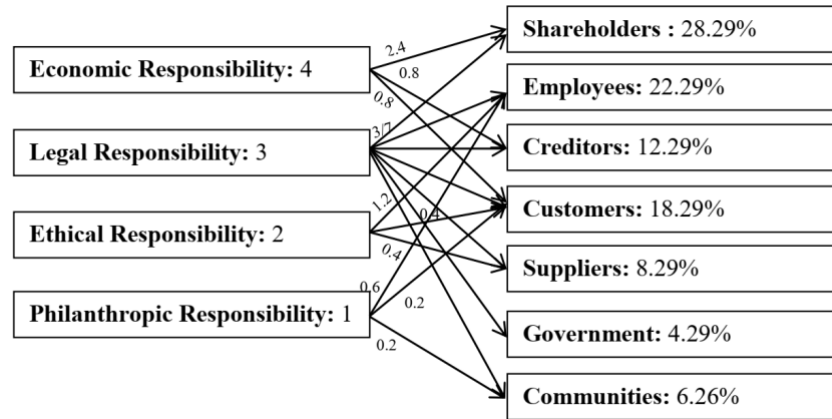 Shareholders : 28.29%
2.4
Economic Responsibility: 4
0.8
Employees: 22.29%
0.8
3/7
Creditors: 12.29%
Legal Responsibility: 3
1.2
Customers: 18.29%
0.4
Ethical Responsibility: 2
0.4
Suppliers: 8.29%
0.6
0.2
Philanthropic Responsibility: 1
Government: 4.29%
0.2
Communities: 6.26%